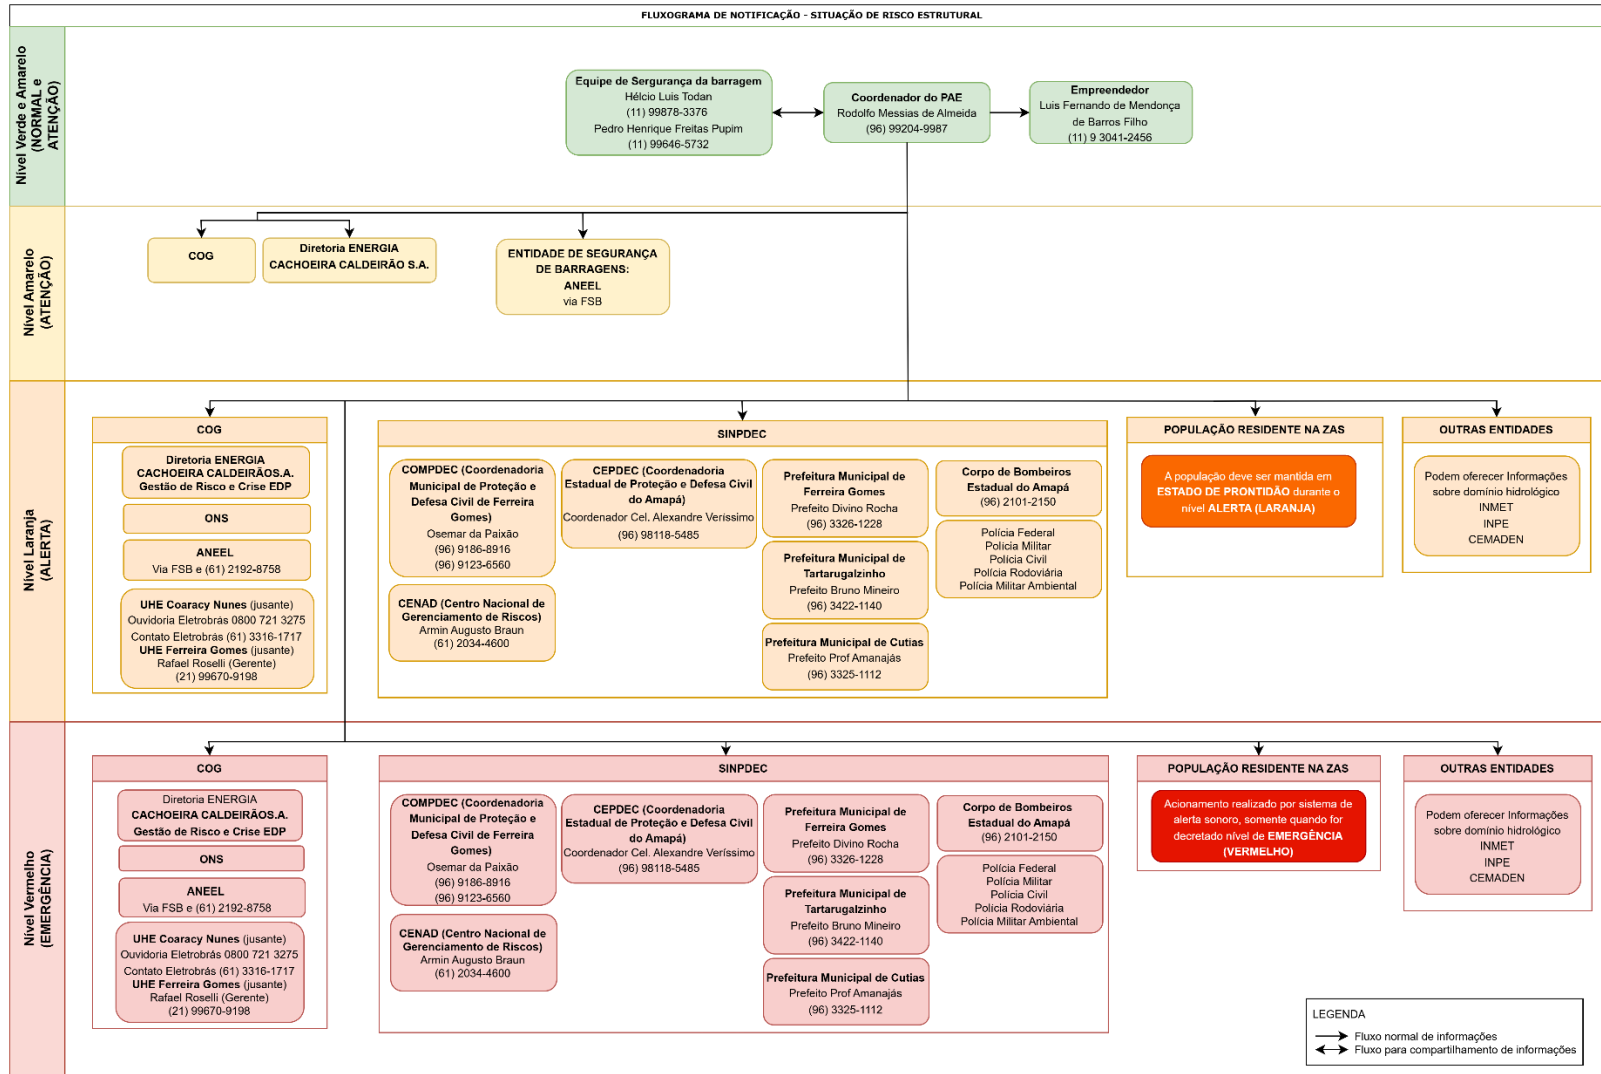 FLUXOGRAMA DE NOTIFICAÇÃO - SITUAÇÃO DE RISCO ESTRUTURAL
Nível Verde e Amarelo
(NORMAL e
ATENÇÃO)
Equipe de Sergurança da barragem
Hélcio Luis Todan
(11) 99878-3376
Pedro Henrique Freitas Pupim
(11) 99646-5732
Coordenador do PAE
Rodolfo Messias de Almeida
(96) 99204-9987
Empreendedor
Luis Fernando de Mendonça
de Barros Filho
(11) 9 3041-2456
Nível Amarelo
(ATENÇÃO)
COG
Diretoria ENERGIA
CACHOEIRA CALDEIRÃO S.A.
ENTIDADE DE SEGURANÇA
DE BARRAGENS:
ANEEL
via FSB
Nível Laranja
(ALERTA)
COG
Diretoria ENERGIA
CACHOEIRA CALDEIRÃOS.A.
Gestão de Risco e Crise EDP
ONS
ANEEL
Via FSB e (61) 2192-8758
UHE Coaracy Nunes (jusante)
Ouvidoria Eletrobrás 0800 721 3275
Contato Eletrobrás (61) 3316-1717
UHE Ferreira Gomes (jusante)
Rafael Roselli (Gerente)
(21) 99670-9198
SINPDEC
COMPDEC (Coordenadoria
Municipal de Proteção e
Defesa Civil de Ferreira
Gomes)
Osemar da Paixão
(96) 9186-8916
(96) 9123-6560
CENAD (Centro Nacional de
Gerenciamento de Riscos)
Armin Augusto Braun
(61) 2034-4600
CEPDEC (Coordenadoria
Estadual de Proteção e Defesa Civil
do Amapá)
Coordenador Cel. Alexandre Veríssimo
(96) 98118-5485
Prefeitura Municipal de
Ferreira Gomes
Prefeito Divino Rocha
(96) 3326-1228
Prefeitura Municipal de
Tartarugalzinho
Prefeito Bruno Mineiro
(96) 3422-1140
Prefeitura Municipal de Cutias
Prefeito Prof Amanajás
(96) 3325-1112
Corpo de Bombeiros
Estadual do Amapá
(96) 2101-2150
Polícia Federal
Policia Militar
Polícia Civil
Polícia Rodoviária
Polícia Militar Ambiental
POPULAÇÃO RESIDENTE NA ZAS
A população deve ser mantida em
ESTADO DE PRONTIDÃO durante o
nível ALERTA (LARANJA)
OUTRAS ENTIDADES
Podem oferecer Informações
sobre domínio hidrológico
INMET
INPE
CEMADEN
Nível Vermelho
(EMERGÊNCIA)
COG
Diretoria ENERGIA
CACHOEIRA CALDEIRÃOS.A.
Gestão de Risco e Crise EDP
ONS
ANEEL
Via FSB e (61) 2192-8758
UHE Coaracy Nunes (jusante)
Ouvidoria Eletrobrás 0800 721 3275
Contato Eletrobrás (61) 3316-1717
UHE Ferreira Gomes (jusante)
Rafael Roselli (Gerente)
(21) 99670-9198
SINPDEC
COMPDEC (Coordenadoria
Municipal de Proteção e
Defesa Civil de Ferreira
Gomes)
Osemar da Paixão
(96) 9186-8916
(96) 9123-6560
CENAD (Centro Nacional de
Gerenciamento de Riscos)
Armin Augusto Braun
(61) 2034-4600
CEPDEC (Coordenadoria
Estadual de Proteção e Defesa Civil
do Amapá)
Coordenador Cel. Alexandre Veríssimo
(96) 98118-5485
Prefeitura Municipal de
Ferreira Gomes
Prefeito Divino Rocha
(96) 3326-1228
Prefeitura Municipal de
Tartarugalzinho
Prefeito Bruno Mineiro
(96) 3422-1140
Prefeitura Municipal de Cutias
Prefeito Prof Amanajás
(96) 3325-1112
Corpo de Bombeiros
Estadual do Amapá
(96) 2101-2150
Polícia Federal
Policia Militar
Polícia Civil
Polícia Rodoviária
Polícia Militar Ambiental
POPULAÇÃO RESIDENTE NA ZAS
Acionamento realizado por sistema de
alerta sonoro, somente quando for
decretado nível de EMERGÊNCIA
(VERMELHO)
OUTRAS ENTIDADES
Podem oferecer Informações
sobre domínio hidrológico
INMET
INPE
CEMADEN
LEGENDA
Fluxo normal de informações
Fluxo para compartilhamento de informações